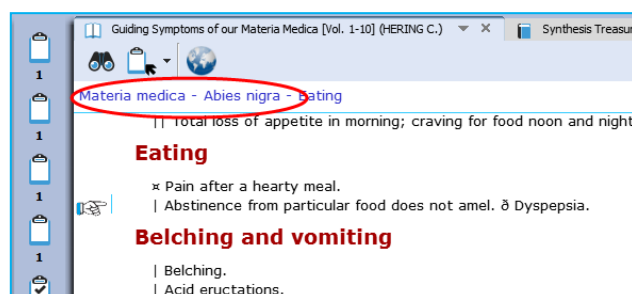 Guiding Symptoms of our Materia Medica [Vol. 1-10] (HERING C.)
Synthesis Treasur
1
Materia medica - Abies nigra - Eating
1
|| Total loss of appetite in morning; craving for food noon and night
Eating
¤ Pain after a hearty meal.
1
| Abstinence from particular food does not amel. ð Dyspepsia.
Belching and vomiting
1
| Belching.
| Acid eructations.